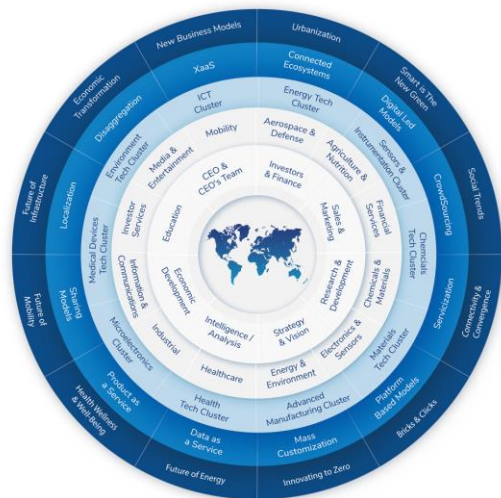 New Business Models
Urbanization
Smart is The
New Green
Social Trends
Connectivity &
Convergence
Bricks & Clicks
Innovating to Zero
Future of Energy
Health Wellness
& Well-Being
Future of
Mobility
Future of
Infrastructure
Economic
Transformation
XaaS
Connected
Ecosystems
Digital Led
Models
CrowdSourcing
Servicization
Platform
Based Models
Mass
Customization
Data as
a Service
Product as
a Service
Sharing
Models
Localization
Disaggregation
ICT
Cluster
Energy Tech
Cluster
Sensors &
Instrumentation Cluster
Chemcials
Tech Cluster
Materials
Tech Cluster
Advanced
Manufacturing Cluster
Health
Tech Cluster
Microelectronics
Cluster
Medical Devices
Tech Cluster
Environment
Tech Cluster
Mobility
Aerospace &
Defense
Agriculture &
Nutrition
Financial
Services
Chemicals &
Materials
Electronics &
Sensors
Energy &
Environment
Healthcare
Industrial
Information &
Communications
Investor
Services
Media &
Entertainment
CEO &
CEO's Team
Investors
& Finance
Sales &
Marketing
Research &
Development
Strategy
& Vision
Intelligence /
Analysis
Economic
Development
Education